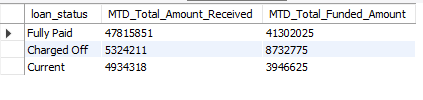 loan_status MTD_Total_Amount_Received MTD_Total_Funded_Amount
Fully Paid 47815851 41302025
Charged Off 5324211 8732775
Current 4934318 3946625